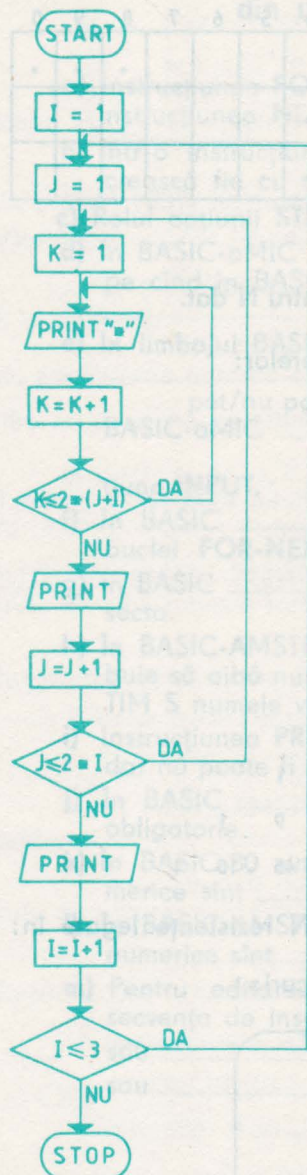 START
I = 1
J = 1
K = 1
PRINT "*"
K = K+1
K≤2*(J+I) DA
NU
PRINT
J = J+1
J≤2*I DA
NU
PRINT
I = I+1
I ≤ 3 DA
NU
STOP